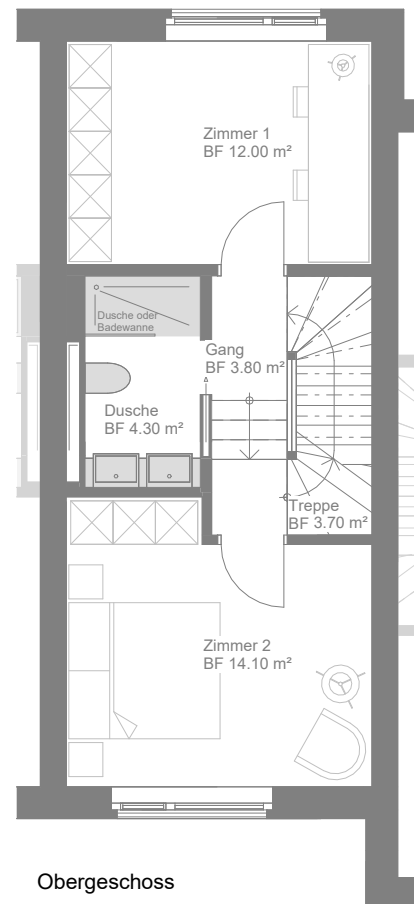 Zimmer 1
BF 12.00 m²
Dusche oder
Badewanne
Gang
BF 3.80 m²
Dusche
BF 4.30 m²
Treppe
BF 3.70 m²
Zimmer 2
BF 14.10 m²
Obergeschoss